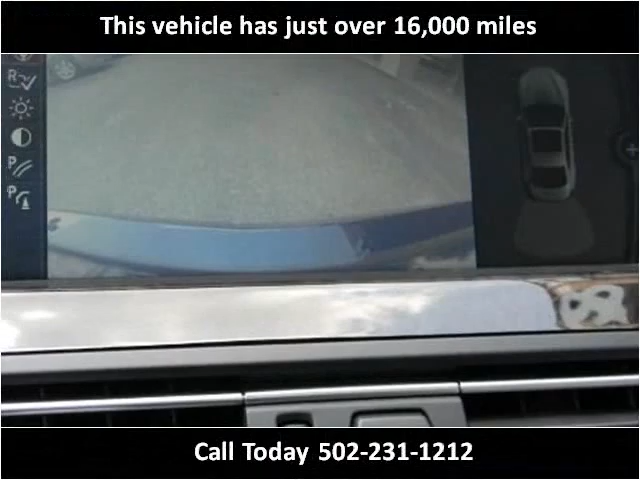 This vehicle has just over 16,000 miles
R
P
P
Call Today 502-231-1212